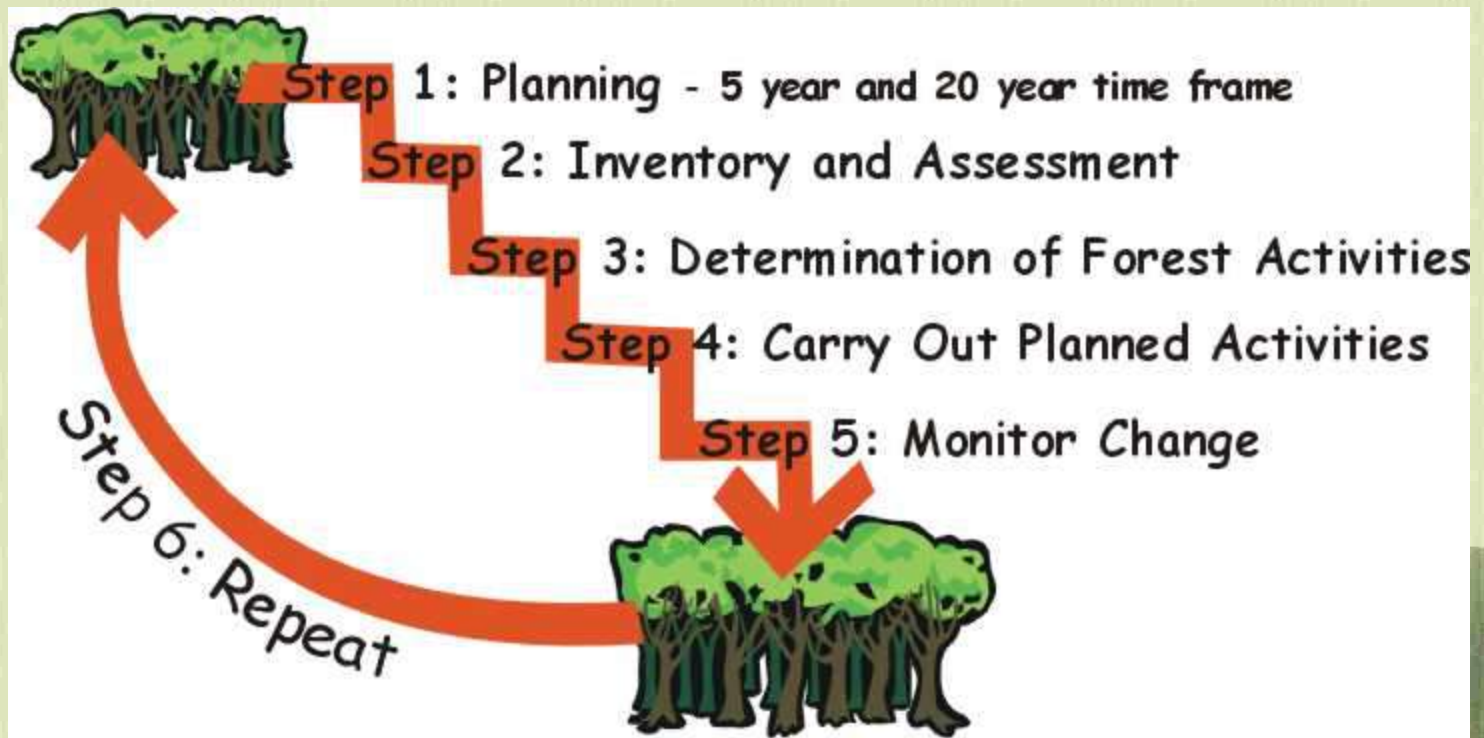 Step 1: Planning - 5 year and 20 year time frame
Step 2: Inventory and Assessment
Step 3: Determination of Forest Activities
Step 4: Carry Out Planned Activities
Step 5: Monitor Change
Step 6: Repeat